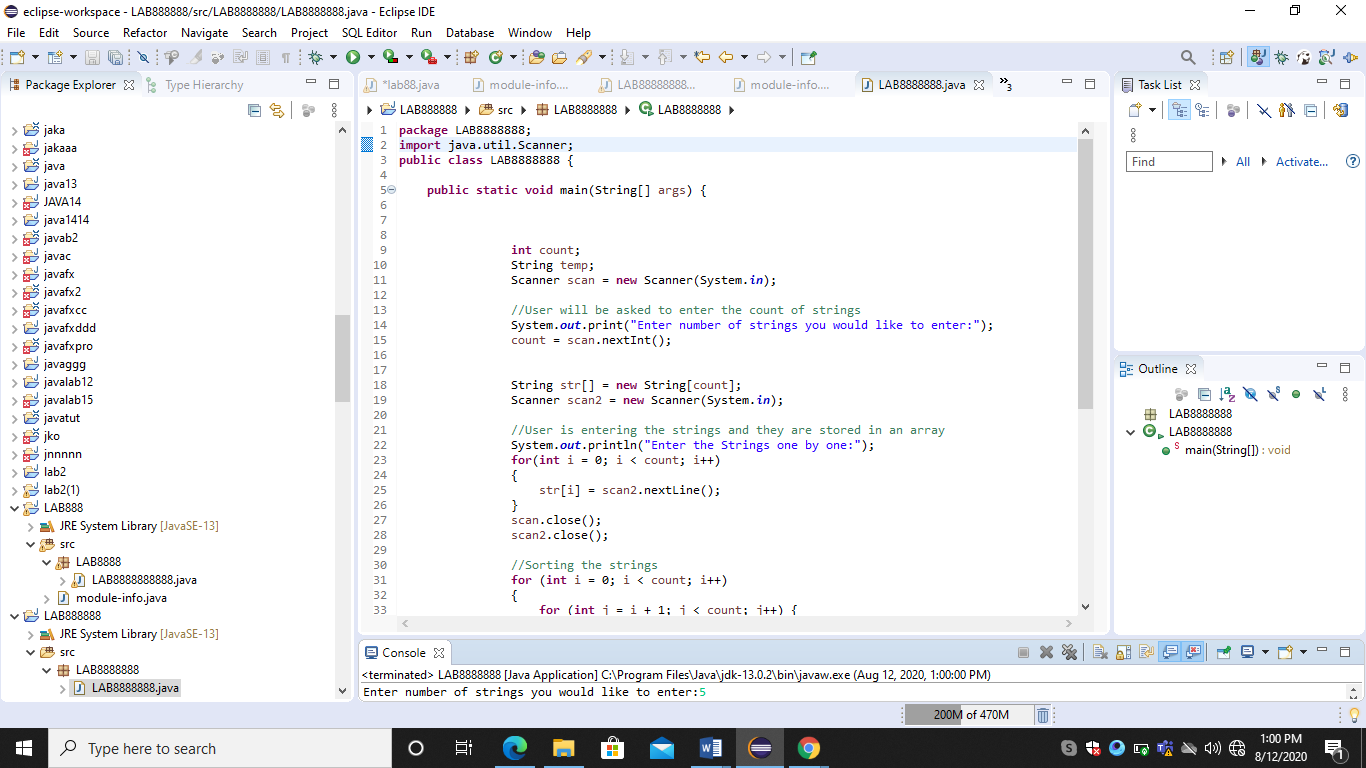 eclipse-workspace - LAB888888/src/LAB8888888/LAB8888888.java - Eclipse IDE
File Edit Source Refactor Navigate Search Project SQL Editor Run Database Window Help
Package Explorer Type Hierarchy
jaka
jakaaa
java
java13
JAVA14
java1414
javab2
javac
javafx
javafx2
javafxcc
javafxddd
javafxpro
javaggg
javalab12
javalab15
javatut
jko
jnnnnn
lab2
lab2(1)
LAB888
JRE System Library [JavaSE-13]
src
LAB8888
LAB8888888888.java
module-info.java
LAB888888
JRE System Library [JavaSE-13]
src
LAB8888888
LAB8888888.java
*lab88.java module-info.... LAB888888... module-info.... LAB8888888.java 3
LAB888888 src LAB8888888 LAB8888888
1 package LAB8888888;
2 import java.util.Scanner;
3 public class LAB8888888 {
4
5 public static void main(String[] args) {
6
7
8
9 int count;
10 String temp;
11 Scanner scan = new Scanner(System.in);
12
13 //User will be asked to enter the count of strings
14 System.out.print("Enter number of strings you would like to enter:");
15 count = scan.nextInt();
16
17
18 String str[] = new String[count];
19 Scanner scan2 = new Scanner(System.in);
20
21 //User is entering the strings and they are stored in an array
22 System.out.println("Enter the Strings one by one:");
23 for(int i = 0; i < count; i++)
24 {
25 str[i] = scan2.nextLine();
26 }
27 scan.close();
28 scan2.close();
29
30 //Sorting the strings
31 for (int i = 0; i < count; i++)
32 {
33 for (int j = i + 1; j < count; j++) {
Console
<terminated> LAB8888888 [Java Application] C:\Program Files\Java\jdk-13.0.2\bin\javaw.exe (Aug 12, 2020, 1:00:00 PM)
Enter number of strings you would like to enter:5
Task List
Find All Activate...
Outline
LAB8888888
LAB8888888
main(String[]) : void
200M of 470M
Type here to search
1:00 PM
8/12/2020
1